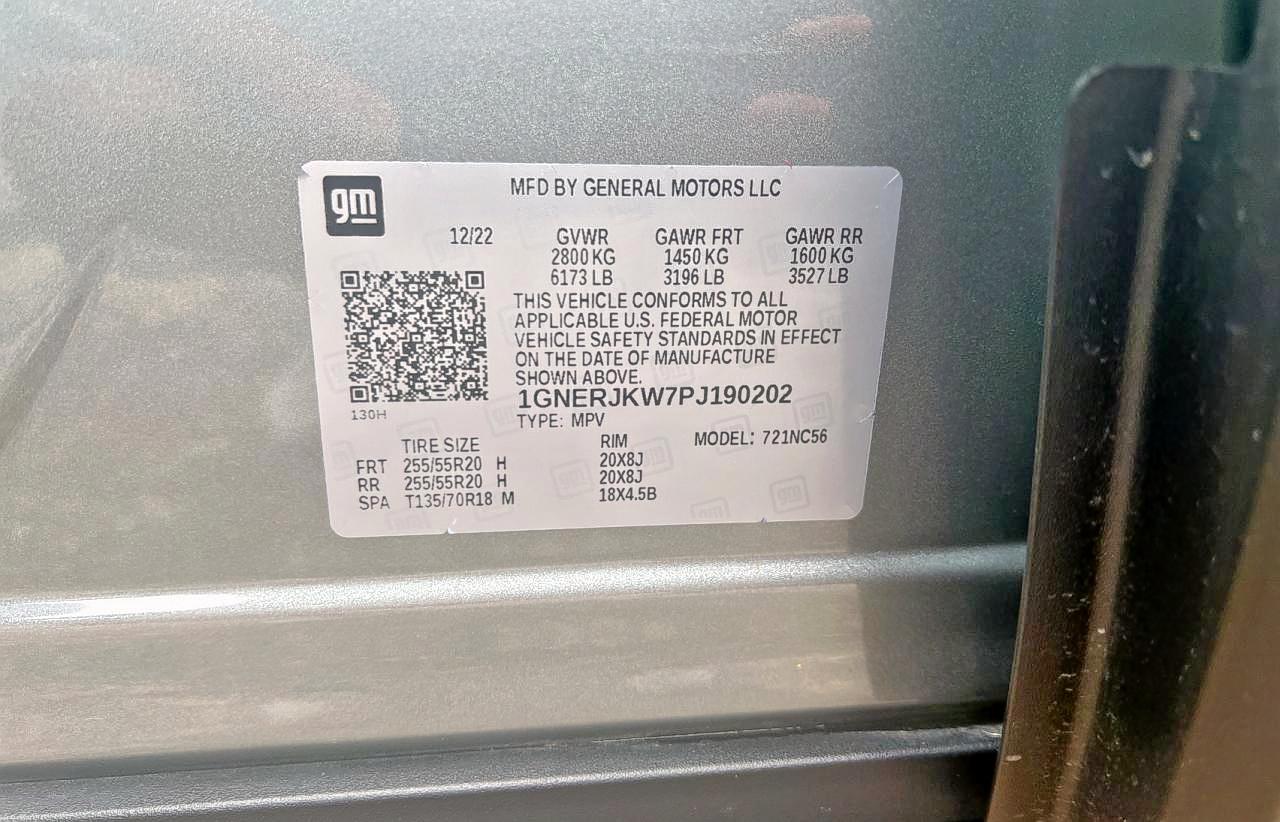 gm
MFD BY GENERAL MOTORS LLC
12/22 GVWR GAWR FRT GAWR RR
2800 KG 1450 KG 1600 KG
6173 LB 3196 LB 3527 LB
THIS VEHICLE CONFORMS TO ALL
APPLICABLE U.S. FEDERAL MOTOR
VEHICLE SAFETY STANDARDS IN EFFECT
ON THE DATE OF MANUFACTURE
SHOWN ABOVE.
1GNERJKW7PJ190202
130H
TYPE: MPV
TIRE SIZE RIM MODEL: 721NC56
FRT 255/55R20 H 20X8J
RR 255/55R20 H 20X8J
SPA T135/70R18 M 18X4.5B